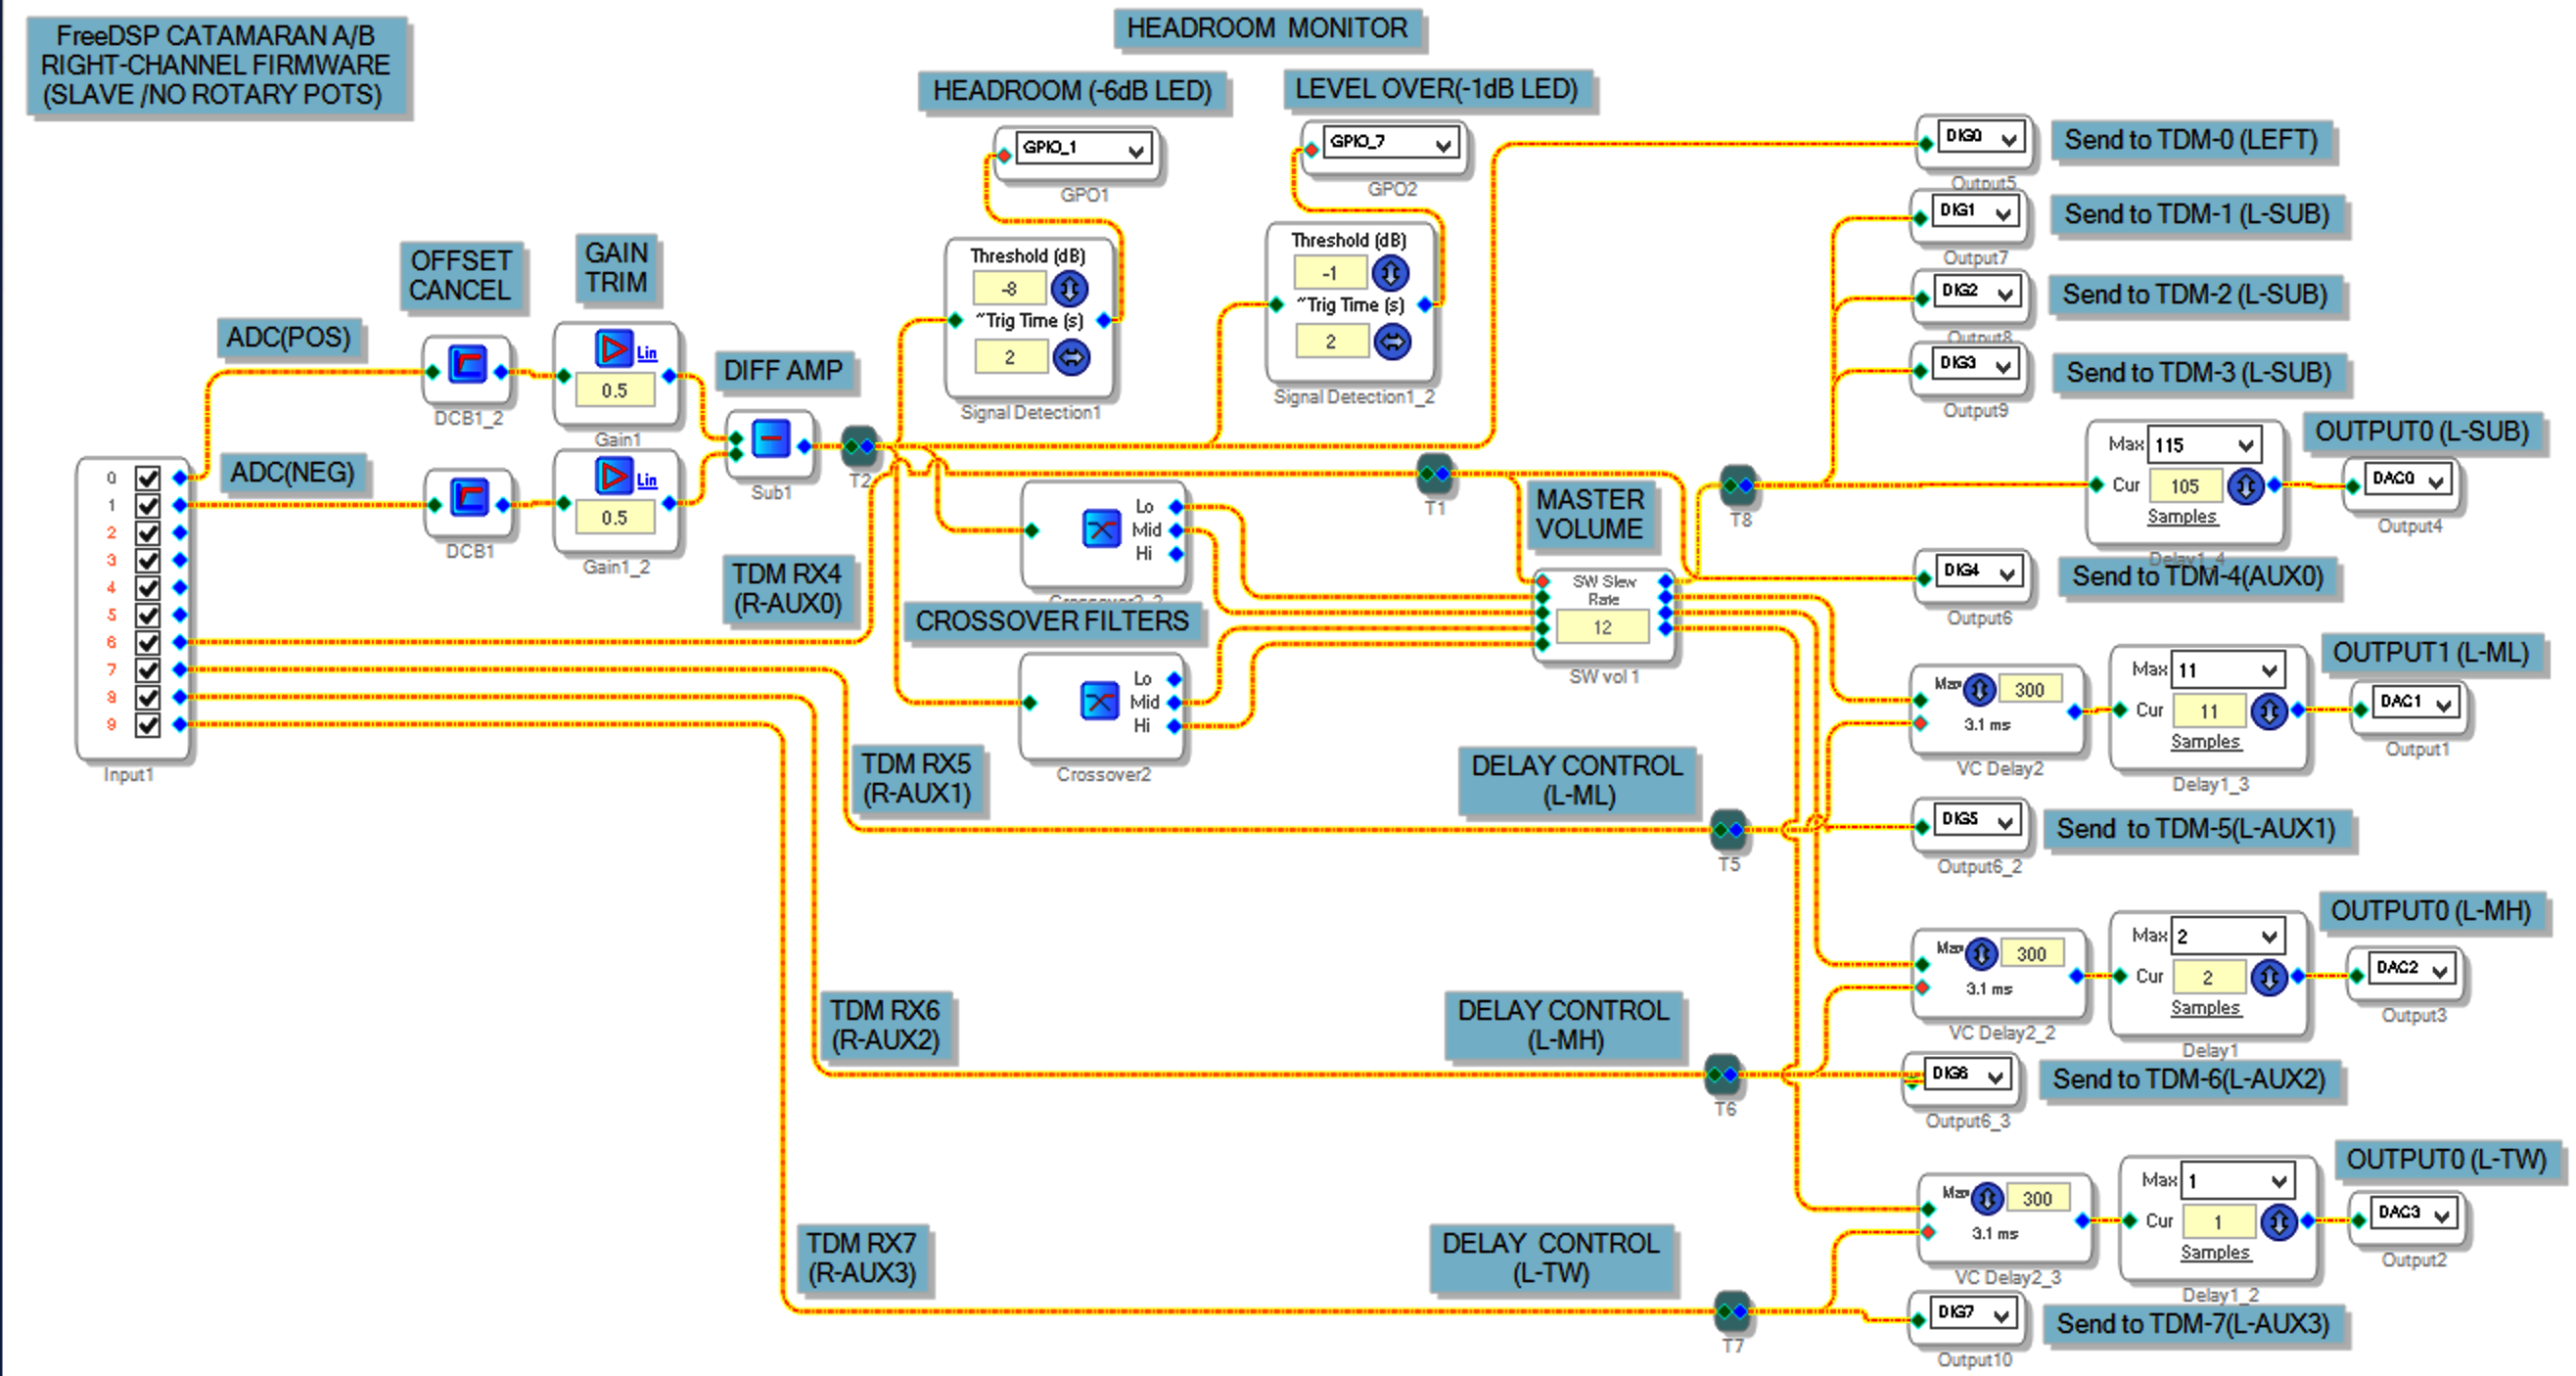 FreeDSP CATAMARAN A/B
RIGHT-CHANNEL FIRMWARE
(SLAVE /NO ROTARY POTS)
HEADROOM MONITOR
HEADROOM (-6dB LED)
LEVEL OVER(-1dB LED)
GPIO_1
GPO1
GPIO_7
GPO2
Threshold (dB)
-8
~Trig Time (s)
2
Signal Detection1
Threshold (dB)
-1
~Trig Time (s)
2
Signal Detection1_2
OFFSET
CANCEL
GAIN
TRIM
ADC(POS)
ADC(NEG)
DCB1_2
Lin
0.5
Gain1
DCB1
Lin
0.5
Gain1_2
DIFF AMP
Sub1
T2
0
1
2
3
4
5
6
7
8
9
Input1
TDM RX4
(R-AUX0)
Lo
Mid
Hi
CROSSOVER FILTERS
Lo
Mid
Hi
Crossover2
T1
MASTER
VOLUME
SW Slew
Rate
12
SW vol 1
T8
TDM RX5
(R-AUX1)
DELAY CONTROL
(L-ML)
T5
TDM RX6
(R-AUX2)
DELAY CONTROL
(L-MH)
T6
TDM RX7
(R-AUX3)
DELAY CONTROL
(L-TW)
T7
DIG0
Output5
Send to TDM-0 (LEFT)
DIG1
Output7
Send to TDM-1 (L-SUB)
DIG2
Output8
Send to TDM-2 (L-SUB)
DIG3
Output9
Send to TDM-3 (L-SUB)
Max 115
Cur 105
Samples
Delay1_4
OUTPUT0 (L-SUB)
DAC0
Output4
DIG4
Output6
Send to TDM-4(AUX0)
Max 300
3.1 ms
VC Delay2
Max 11
Cur 11
Samples
Delay1_3
OUTPUT1 (L-ML)
DAC1
Output1
DIG5
Output6_2
Send to TDM-5(L-AUX1)
Max 300
3.1 ms
VC Delay2_2
Max 2
Cur 2
Samples
Delay1
OUTPUT0 (L-MH)
DAC2
Output3
DIG6
Output6_3
Send to TDM-6(L-AUX2)
Max 300
3.1 ms
VC Delay2_3
Max 1
Cur 1
Samples
Delay1_2
OUTPUT0 (L-TW)
DAC3
Output2
DIG7
Output10
Send to TDM-7(L-AUX3)